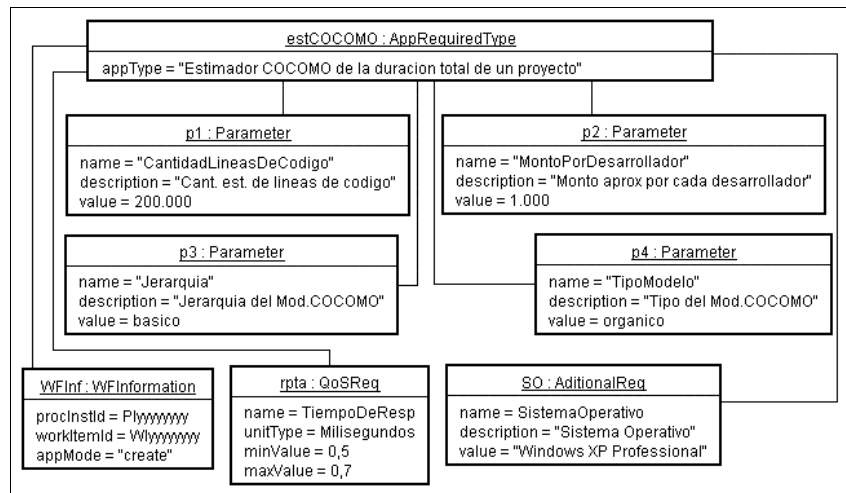 estCOCOMO : AppRequiredType
appType = "Estimador COCOMO de la duracion total de un proyecto"
p1 : Parameter
name = "CantidadLineasDeCodigo"
description = "Cant. est. de lineas de codigo"
value = 200.000
p2 : Parameter
name = "MontoPorDesarrollador"
description = "Monto aprox por cada desarrollador"
value = 1.000
p3 : Parameter
name = "Jerarquia"
description = "Jerarquia del Mod.COCOMO"
value = basico
p4 : Parameter
name = "TipoModelo"
description = "Tipo del Mod.COCOMO"
value = organico
WFInf : WFInformation
procInstId = PIyyyyyyy
workItemId = WIyyyyyyy
appMode = "create"
rpta : QoSReq
name = TiempoDeResp
unitType = Milisegundos
minValue = 0,5
maxValue = 0,7
SO : AditionalReq
name = SistemaOperativo
description = "Sistema Operativo"
value = "Windows XP Professional"